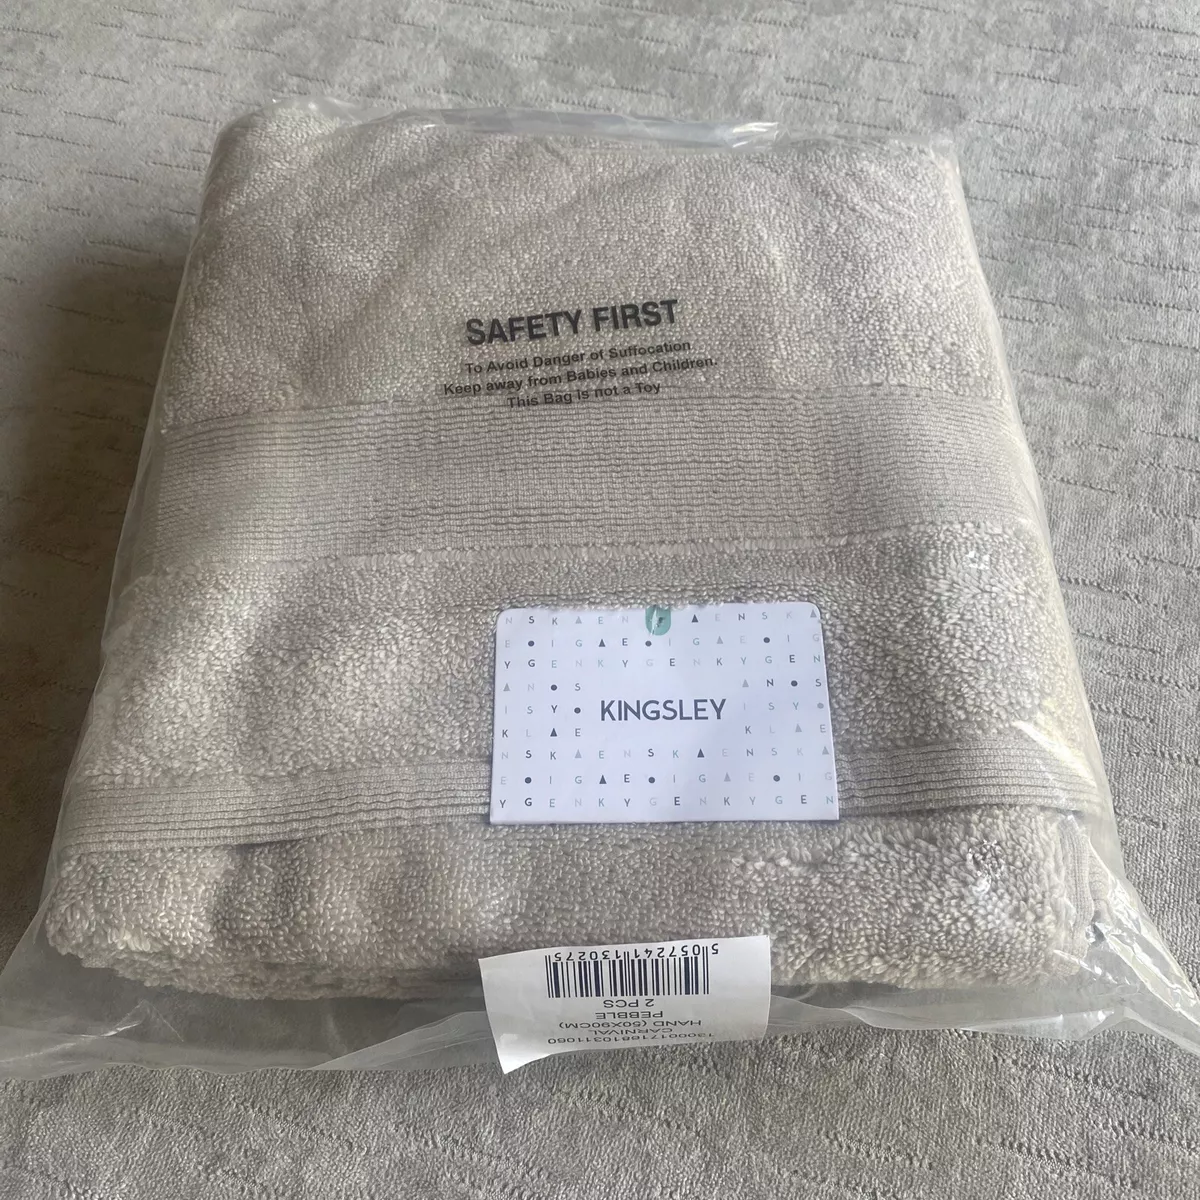 SAFETY FIRST
To Avoid Danger of Suffocation
Keep away from Babies and Children.
This Bag is not a Toy
KINGSLEY
CARNIVAL
HAND (50X90CM)
PEBBLE
2 PCS
5 057241 130275